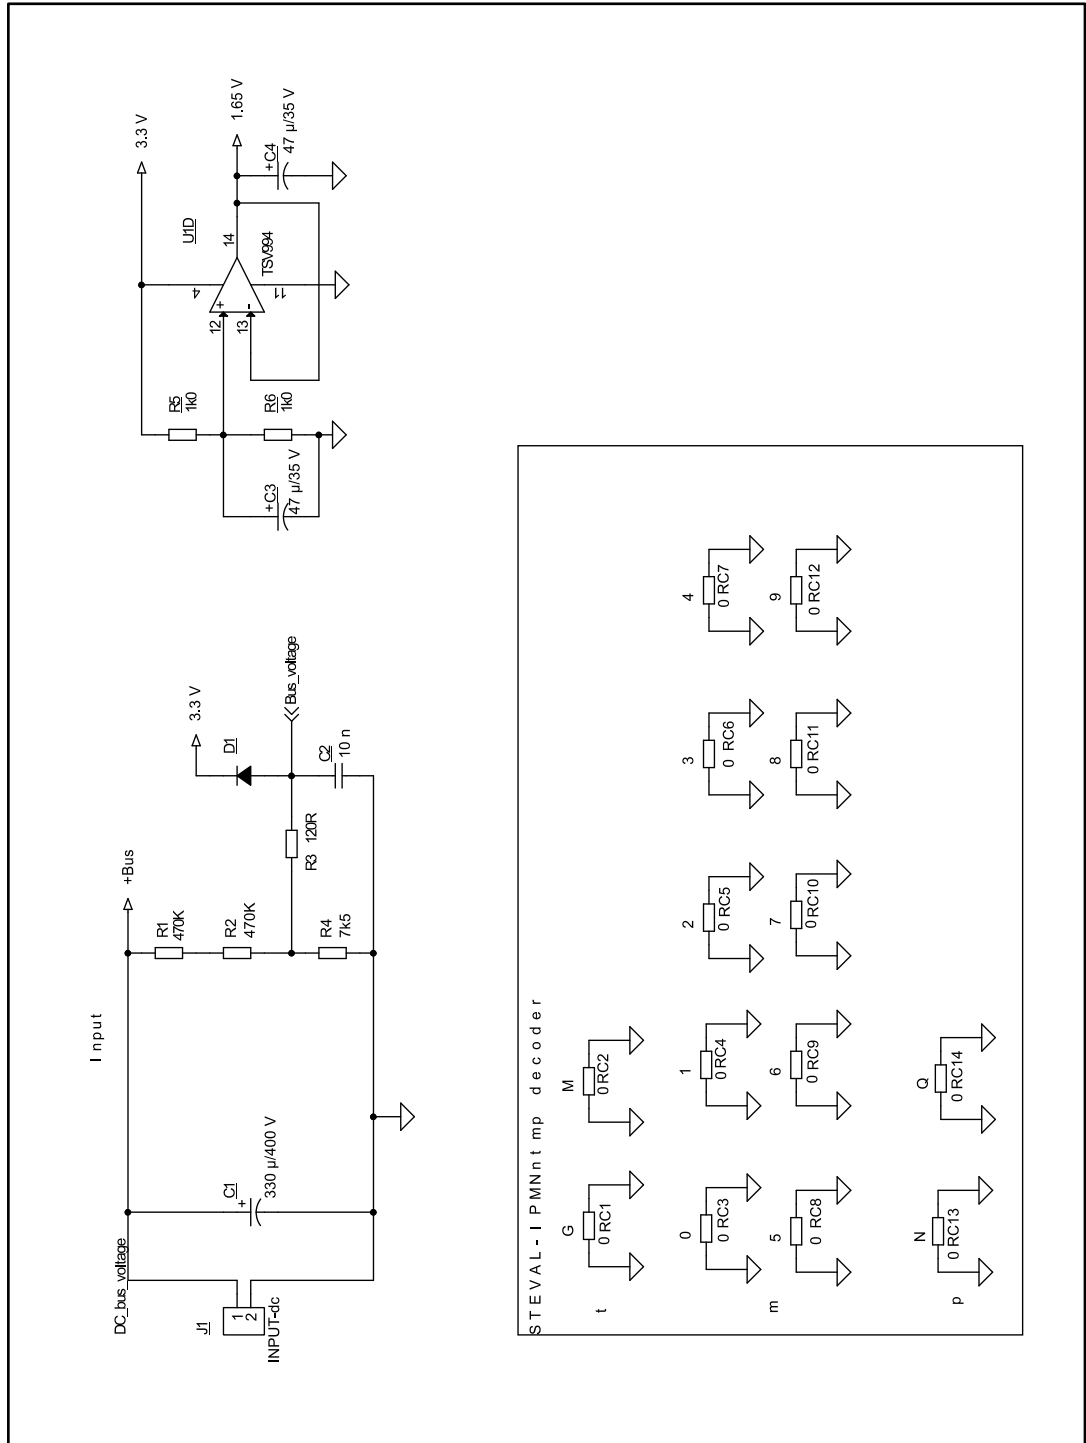 Input
DC_bus_voltage
J1
1
2
INPUT-dc
C1
+
330 µ/400 V
+Bus
R1
470K
R2
470K
R4
7k5
R3 120R
3.3 V
D1
Bus_voltage
C2
10 n
3.3 V
R5
1k0
R6
1k0
+C3
47 µ/35 V
U1D
4
12
+
13
-
14
11
TSV994
1.65 V
+C4
47 µ/35 V
STEVAL-IPMNntmp decoder
t
G
0 RC1
M
0 RC2
m
0
0 RC3
1
0 RC4
2
0 RC5
3
0 RC6
4
0 RC7
5
0 RC8
6
0 RC9
7
0 RC10
8
0 RC11
9
0 RC12
p
N
0 RC13
Q
0 RC14